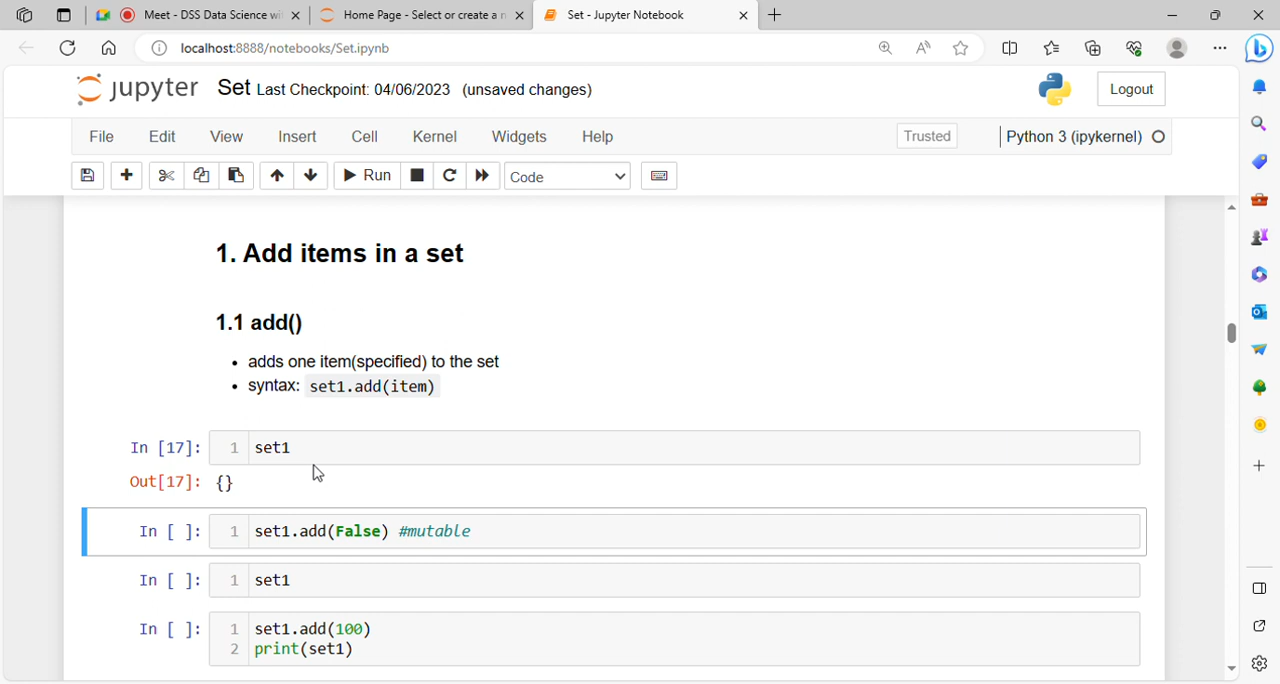 Meet - DSS Data Science wi
Home Page - Select or create a n
Set - Jupyter Notebook
localhost:8888/notebooks/Set.ipynb
jupyter Set Last Checkpoint: 04/06/2023 (unsaved changes)
Logout
File Edit View Insert Cell Kernel Widgets Help
Trusted
Python 3 (ipykernel)
Run
Code
1. Add items in a set
1.1 add()
• adds one item(specified) to the set
• syntax: set1.add(item)
In [17]: 1 set1
Out[17]: {}
In [ ]: 1 set1.add(False) #mutable
In [ ]: 1 set1
In [ ]: 1 set1.add(100)
2 print(set1)